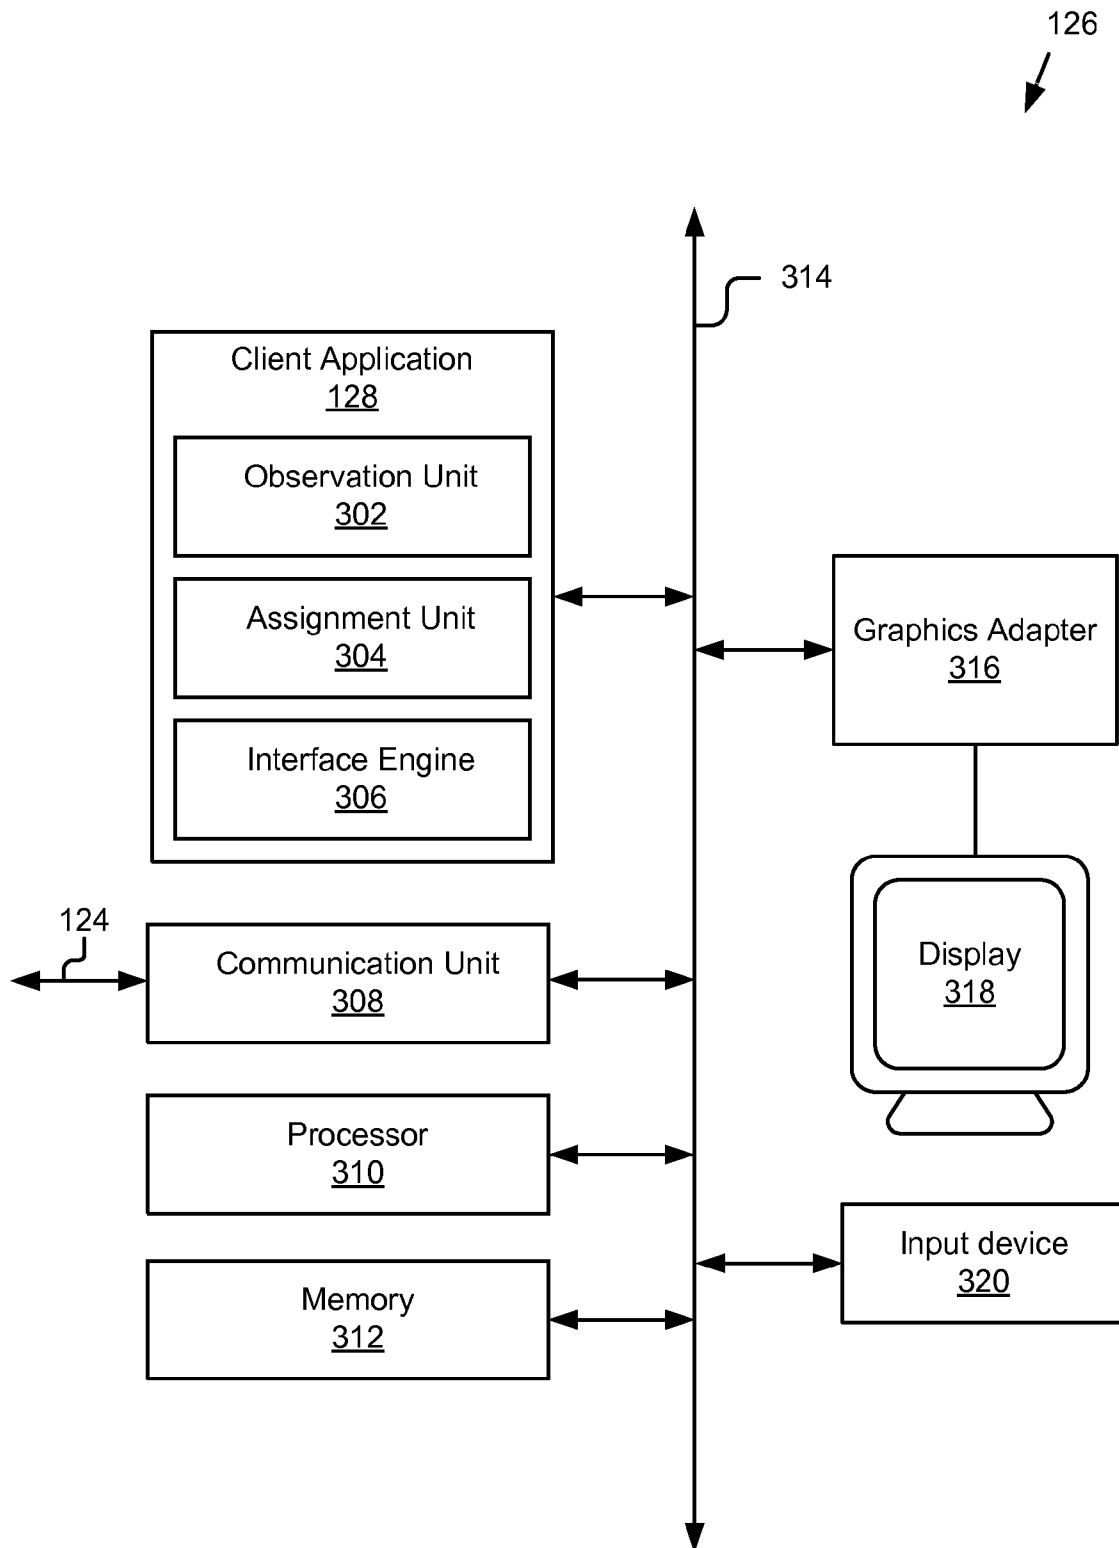 126
314
Client Application
128
Observation Unit
302
Assignment Unit
304
Interface Engine
306
Graphics Adapter
316
124
Communication Unit
308
Display
318
Processor
310
Input device
320
Memory
312